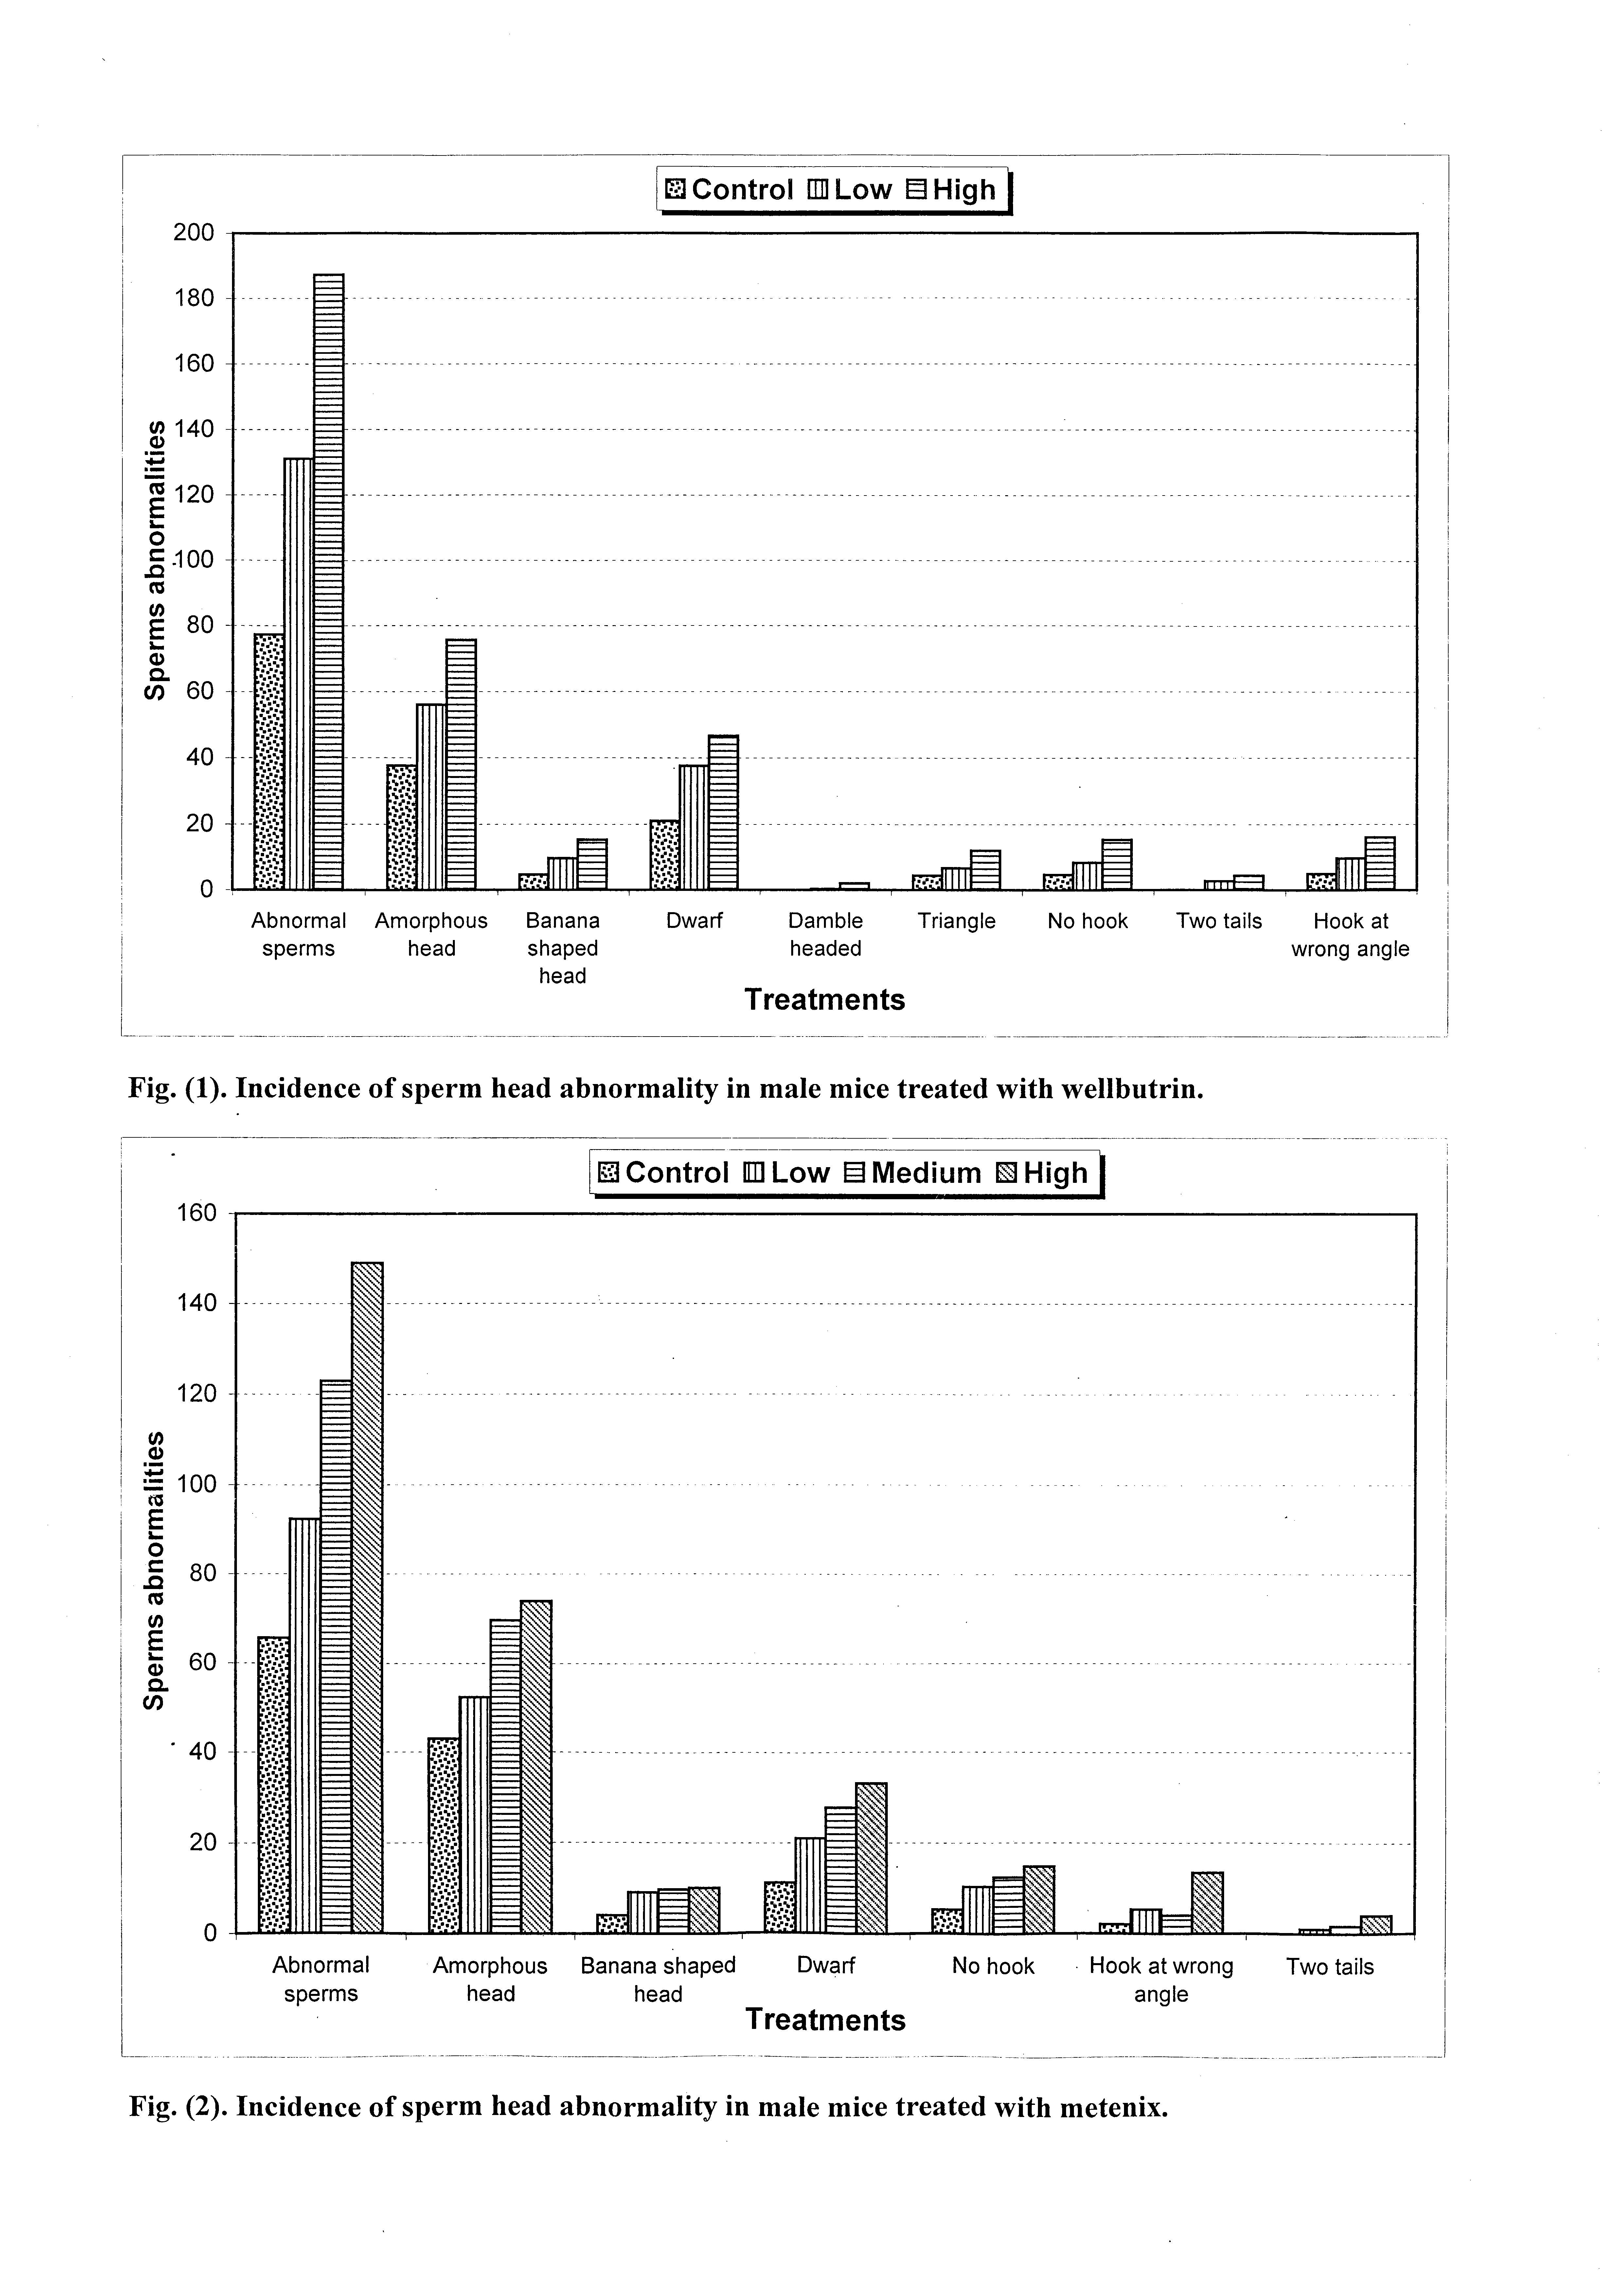 Control Low High
200
180
160
140
120
100
80
60
40
20
0
Sperms abnormalities
Abnormal Amorphous Banana Dwarf Damble Triangle No hook Two tails Hook at
sperms head shaped headed wrong angle
head
Treatments
Fig. (1). Incidence of sperm head abnormality in male mice treated with wellbutrin.
Control Low Medium High
160
140
120
100
80
60
40
20
0
Sperms abnormalities
Abnormal Amorphous Banana shaped Dwarf No hook Hook at wrong Two tails
sperms head head angle
Treatments
Fig. (2). Incidence of sperm head abnormality in male mice treated with metenix.